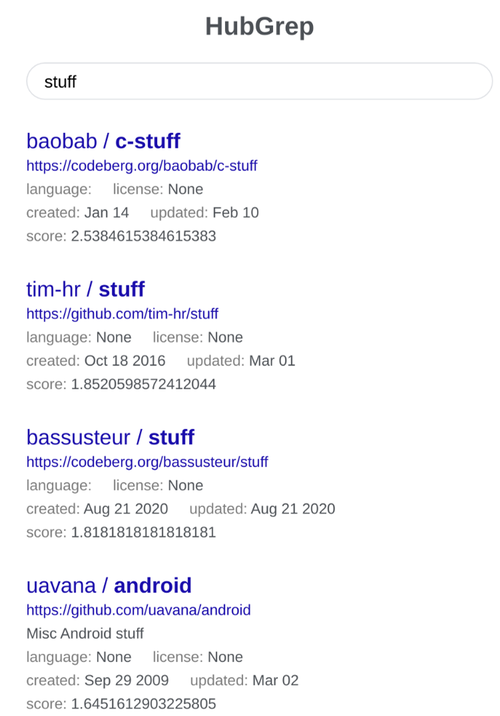 HubGrep
stuff
baobab / c-stuff
https://codeberg.org/baobab/c-stuff
language: license: None
created: Jan 14 updated: Feb 10
score: 2.5384615384615383
tim-hr / stuff
https://github.com/tim-hr/stuff
language: None license: None
created: Oct 18 2016 updated: Mar 01
score: 1.8520598572412044
bassusteur / stuff
https://codeberg.org/bassusteur/stuff
language: license: None
created: Aug 21 2020 updated: Aug 21 2020
score: 1.8181818181818181
uavana / android
https://github.com/uavana/android
Misc Android stuff
language: None license: None
created: Sep 29 2009 updated: Mar 02
score: 1.6451612903225805